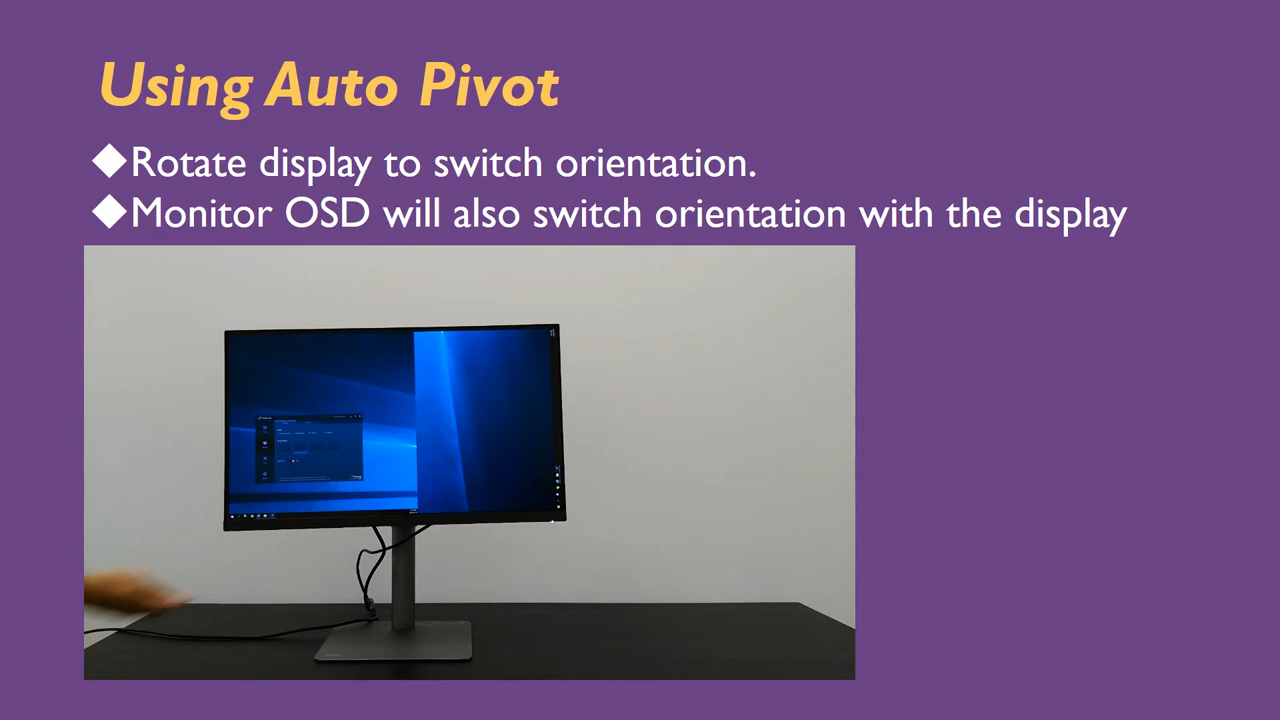 Using Auto Pivot
◆Rotate display to switch orientation.
◆Monitor OSD will also switch orientation with the display